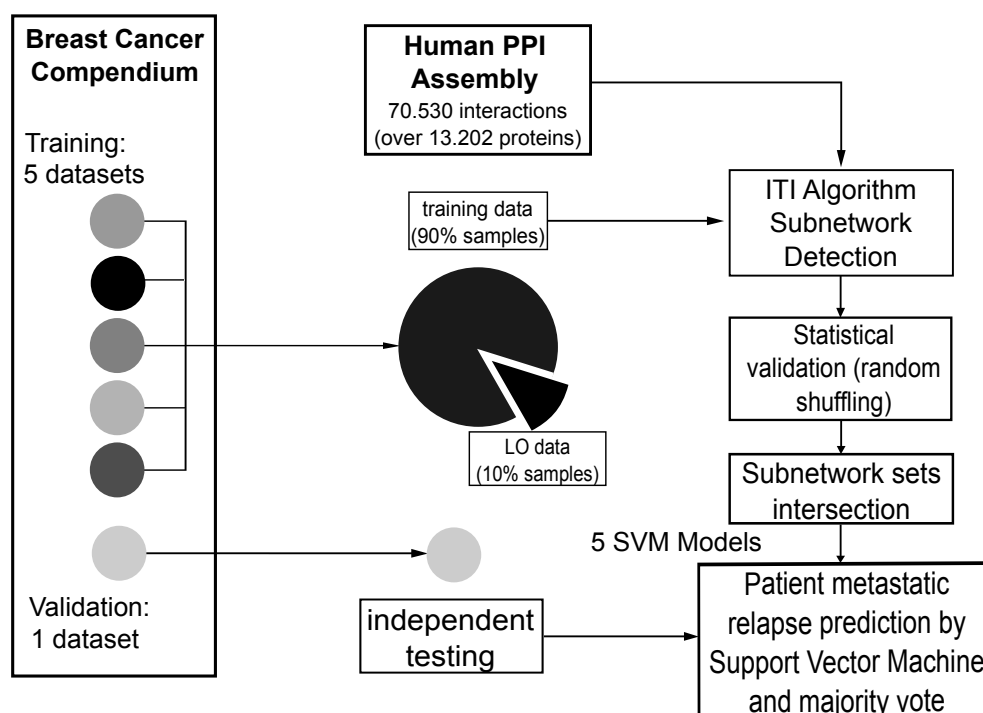 Breast Cancer
Compendium
Training:
5 datasets
Validation:
1 dataset
Human PPI
Assembly
70.530 interactions
(over 13.202 proteins)
training data
(90% samples)
LO data
(10% samples)
independent
testing
ITI Algorithm
Subnetwork
Detection
Statistical
validation (random
shuffling)
Subnetwork sets
intersection
5 SVM Models
Patient metastatic
relapse prediction by
Support Vector Machine
and majority vote